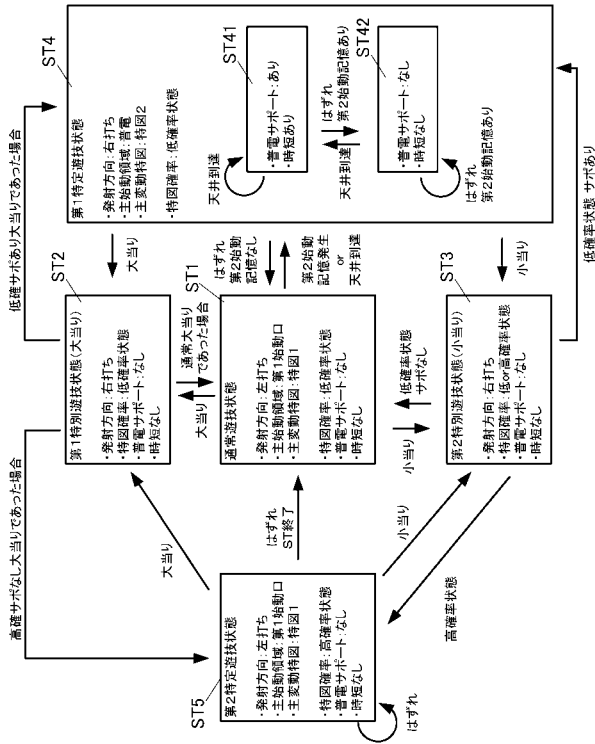 高確サポなし大当りであった場合
低確サポあり大当りであった場合
ST2
第1特別遊技状態(大当り)
・発射方向:右打ち
・特図確率:低確率状態
・普電サポート:なし
・時短なし
大当り
ST4
第1特定遊技状態
・発射方向:右打ち
・主始動領域:普電
・主変動特図:特図2
・特図確率:低確率状態
ST41
・普電サポート:あり
・時短あり
天井到達
はずれ
第2始動記憶あり
天井到達
ST42
・普電サポート:なし
・時短なし
はずれ
第2始動記憶あり
大当り
通常大当り
であった場合
大当り
はずれ
第2始動
記憶なし
第2始動
記憶発生
or
天井到達
ST5
第2特定遊技状態
・発射方向:左打ち
・主始動領域:第1始動口
・主変動特図:特図1
・特図確率:高確率状態
・普電サポート:なし
・時短なし
はずれ
はずれ
ST終了
ST1
通常遊技状態
・発射方向:左打ち
・主始動領域:第1始動口
・主変動特図:特図1
・特図確率:低確率状態
・普電サポート:なし
・時短なし
小当り
小当り
低確率状態
サポなし
小当り
高確率状態
ST3
第2特別遊技状態(小当り)
・発射方向:右打ち
・特図確率:低or高確率状態
・普電サポート:なし
・時短なし
低確率状態 サポあり